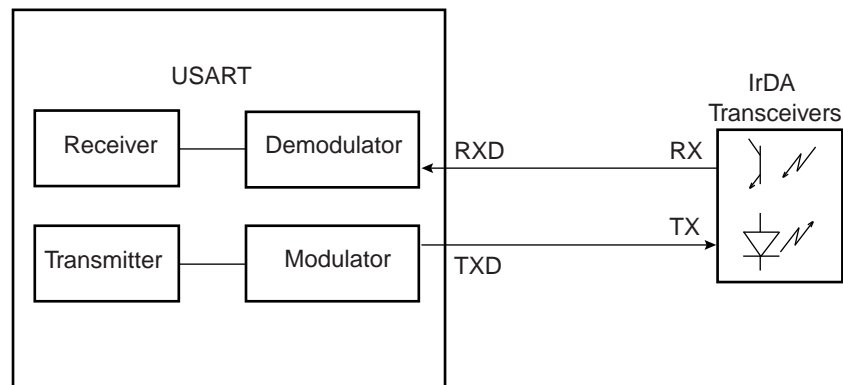 USART
IrDA
Transceivers
Receiver
Demodulator
RXD
RX
Transmitter
Modulator
TXD
TX